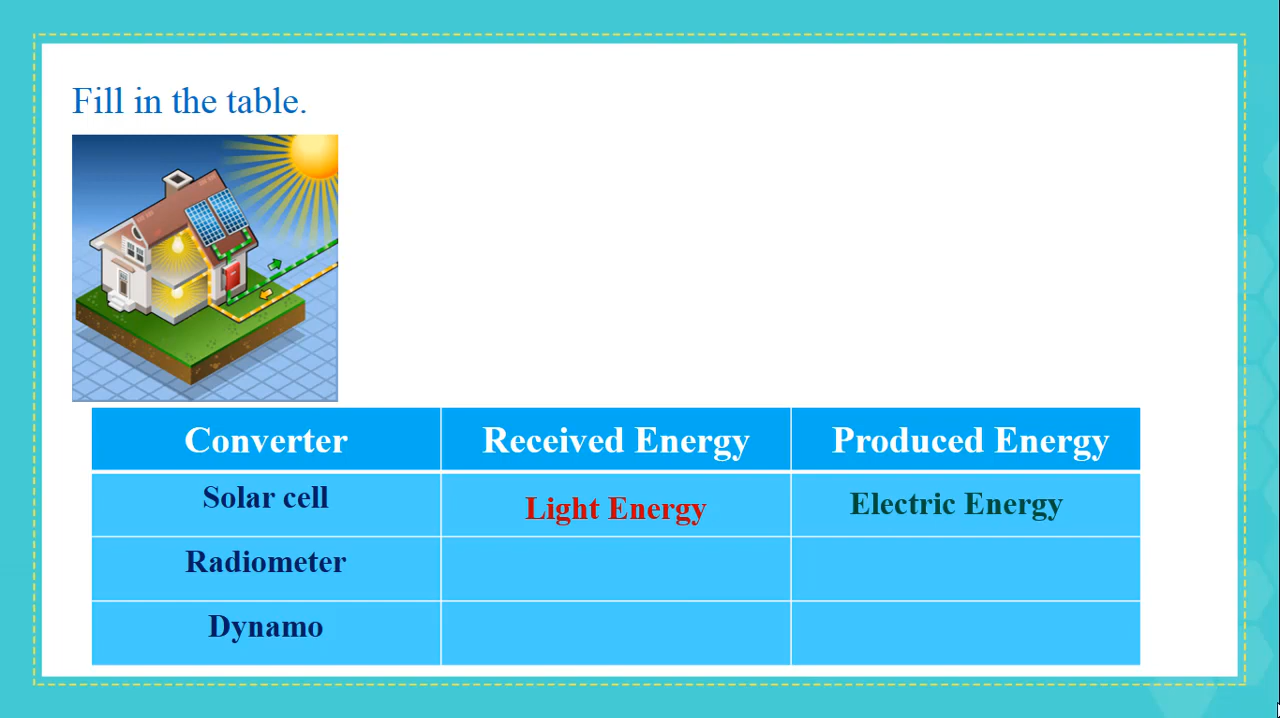 Fill in the table.
Converter Received Energy Produced Energy
Solar cell Light Energy Electric Energy
Radiometer
Dynamo